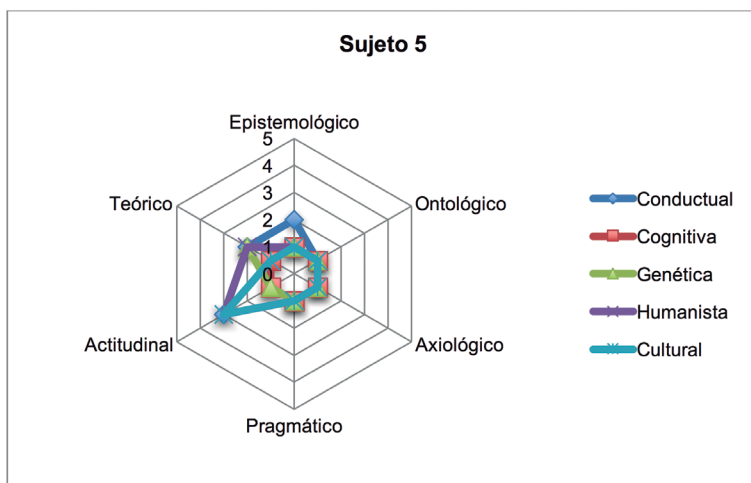 Sujeto 5
Epistemológico
5
4
3
2
1
0
Ontológico
Axiológico
Pragmático
Actitudinal
Teórico
Conductual
Cognitiva
Genética
Humanista
Cultural